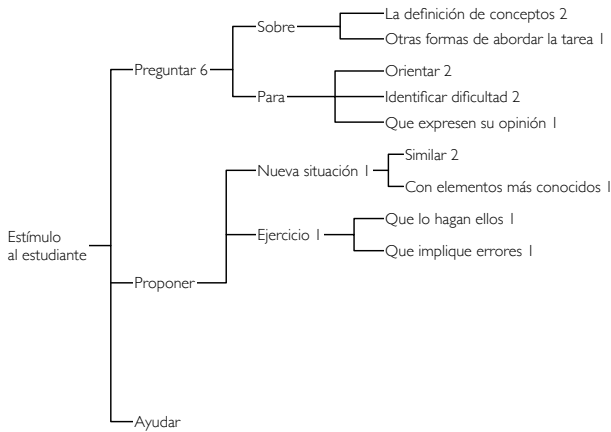 Estímulo
al estudiante
Preguntar 6
Sobre
La definición de conceptos 2
Otras formas de abordar la tarea 1
Para
Orientar 2
Identificar dificultad 2
Que expresen su opinión 1
Proponer
Nueva situación 1
Similar 2
Con elementos más conocidos 1
Ejercicio 1
Que lo hagan ellos 1
Que implique errores 1
Ayudar